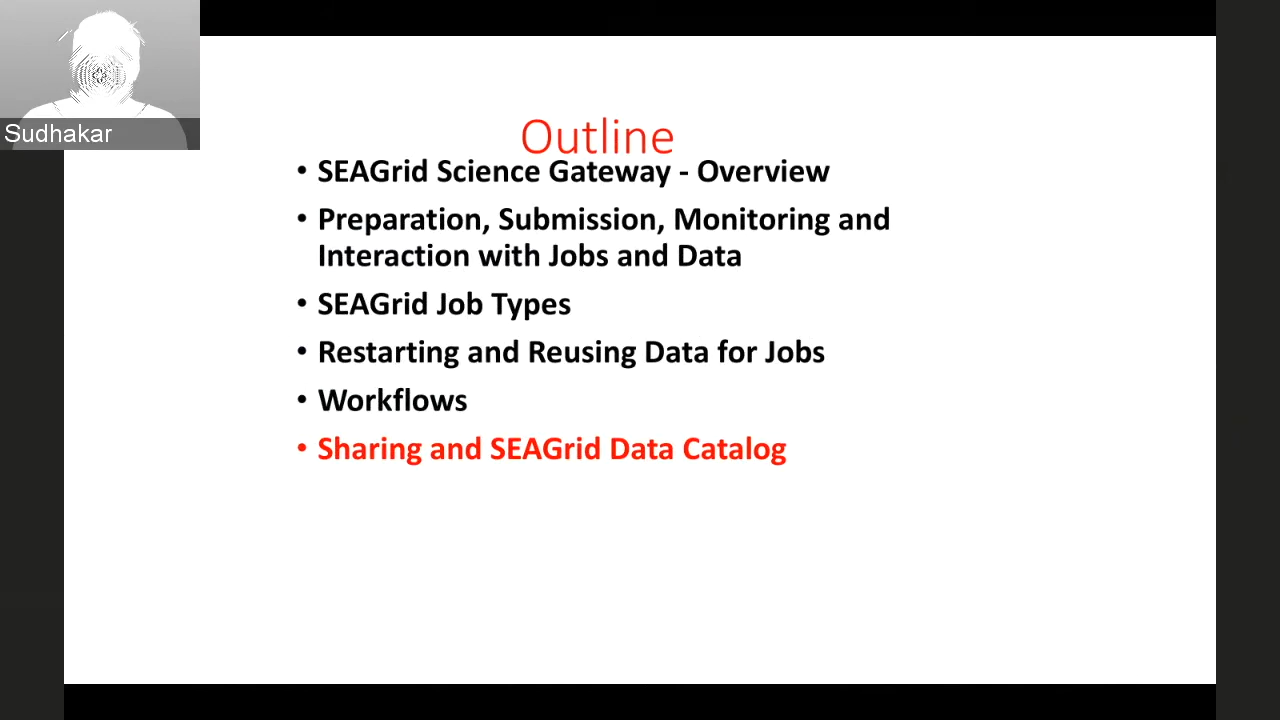 Sudhakar
Outline
• SEAGrid Science Gateway - Overview
• Preparation, Submission, Monitoring and
Interaction with Jobs and Data
• SEAGrid Job Types
• Restarting and Reusing Data for Jobs
• Workflows
• Sharing and SEAGrid Data Catalog